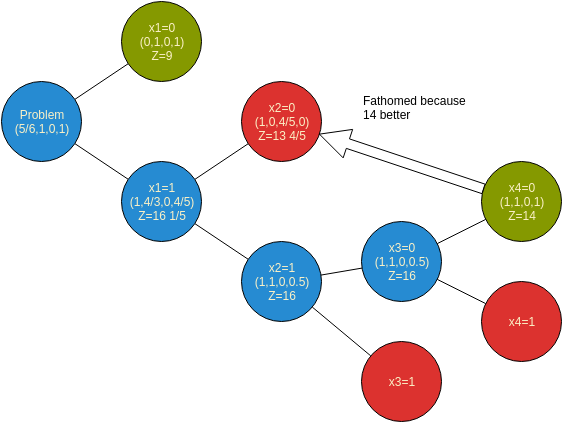 x1=0
(0,1,0,1)
Z=9
Problem
(5/6,1,0,1)
x2=0
(1,0,4/5,0)
Z=13 4/5
Fathomed because
14 better
x1=1
(1,4/3,0,4/5)
Z=16 1/5
x4=0
(1,1,0,1)
Z=14
x2=1
(1,1,0,0.5)
Z=16
x3=0
(1,1,0,0.5)
Z=16
x4=1
x3=1